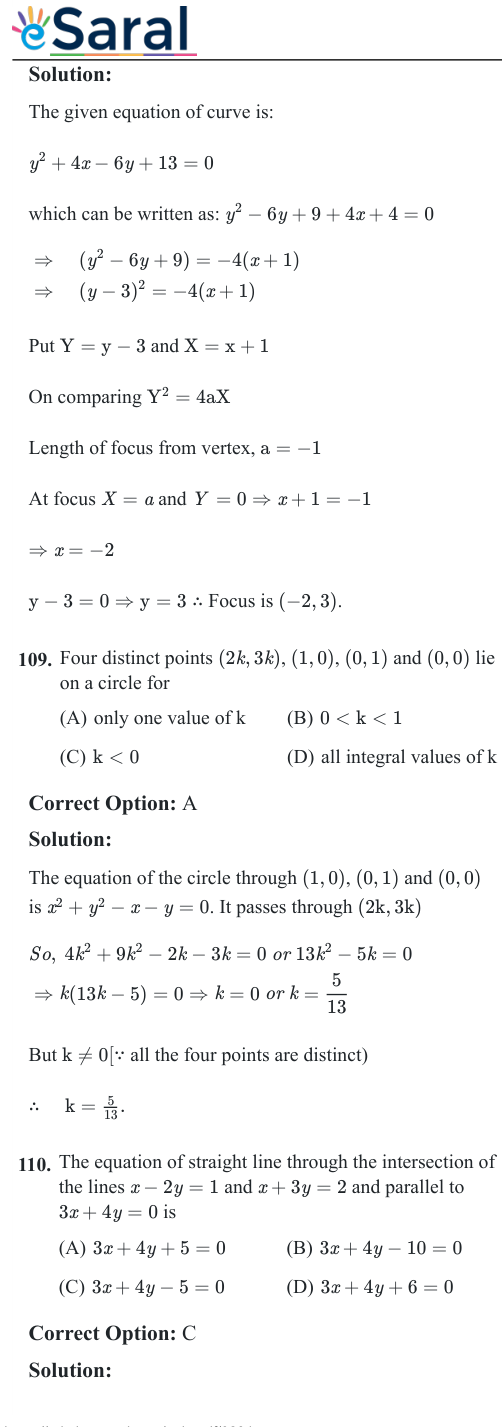 eSaral
Solution:
The given equation of curve is:
y² + 4x − 6y + 13 = 0
which can be written as: y² − 6y + 9 + 4x + 4 = 0
⇒ (y² − 6y + 9) = −4(x + 1)
⇒ (y − 3)² = −4(x + 1)
Put Y = y − 3 and X = x + 1
On comparing Y² = 4aX
Length of focus from vertex, a = −1
At focus X = a and Y = 0 ⇒ x + 1 = −1
⇒ x = −2
y − 3 = 0 ⇒ y = 3 ∴ Focus is (−2, 3).
109. Four distinct points (2k, 3k), (1, 0), (0, 1) and (0, 0) lie
on a circle for
(A) only one value of k (B) 0 < k < 1
(C) k < 0 (D) all integral values of k
Correct Option: A
Solution:
The equation of the circle through (1, 0), (0, 1) and (0, 0)
is x² + y² − x − y = 0. It passes through (2k, 3k)
So, 4k² + 9k² − 2k − 3k = 0 or 13k² − 5k = 0
⇒ k(13k − 5) = 0 ⇒ k = 0 or k = 5/13
But k ≠ 0[∵ all the four points are distinct)
∴ k = 5/13.
110. The equation of straight line through the intersection of
the lines x − 2y = 1 and x + 3y = 2 and parallel to
3x + 4y = 0 is
(A) 3x + 4y + 5 = 0 (B) 3x + 4y − 10 = 0
(C) 3x + 4y − 5 = 0 (D) 3x + 4y + 6 = 0
Correct Option: C
Solution: